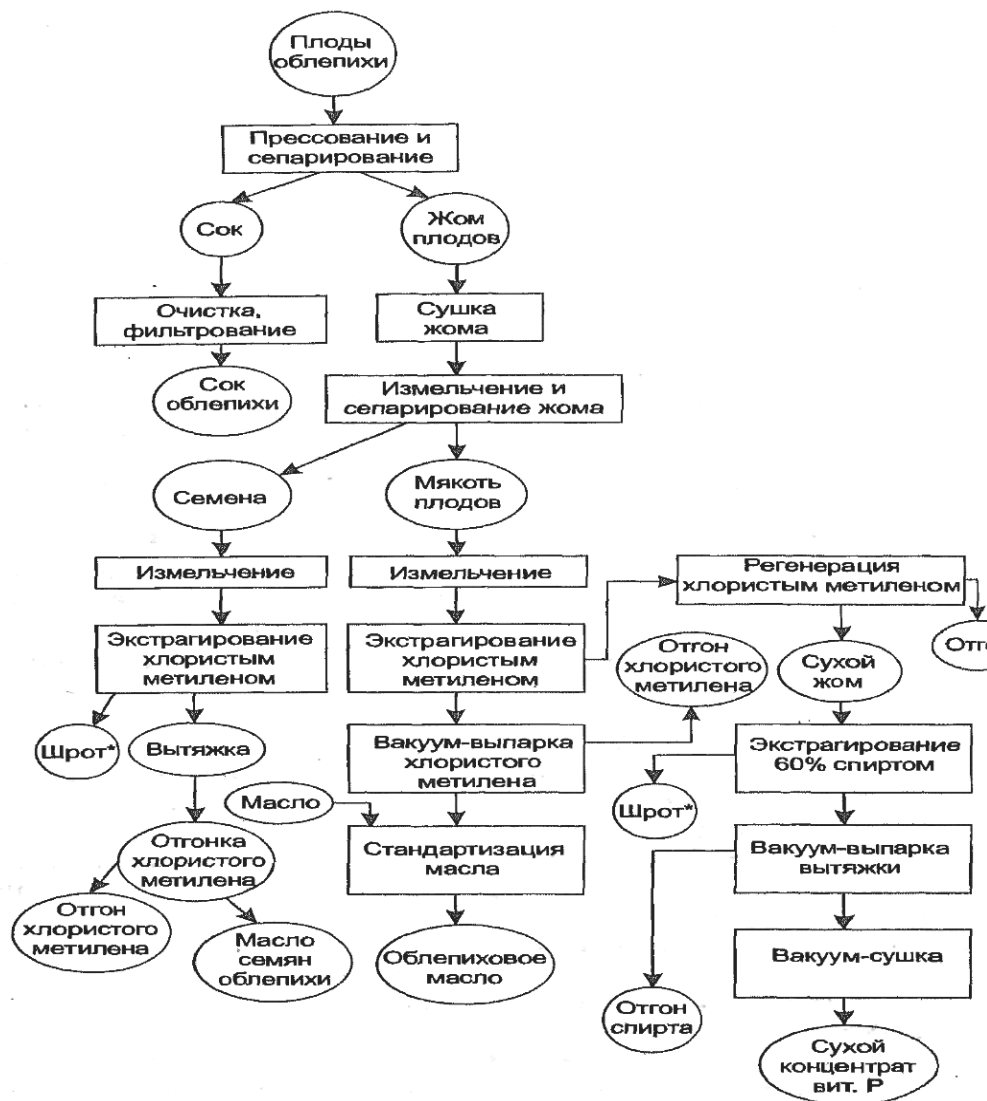 Плоды
облепихи
Прессование и
сепарирование
Сок
Жом
плодов
Очистка,
фильтрование
Сушка
жома
Сок
облепихи
Измельчение и
сепарирование жома
Семена
Мякоть
плодов
Измельчение
Измельчение
Регенерация
хлористым метиленом
Экстрагирование
хлористым
метиленом
Экстрагирование
хлористым
метиленом
Отгон
хлористого
метилена
Сухой
жом
Шрот*
Вытяжка
Вакуум-выпарка
хлористого
метилена
Экстрагирование
60% спиртом
Масло
Шрот*
Отгонка
хлористого
метилена
Стандартизация
масла
Вакуум-выпарка
вытяжки
Отгон
хлористого
метилена
Масло
семян
облепихи
Облепиховое
масло
Вакуум-сушка
Отгон
спирта
Сухой
концентрат
вит. Р